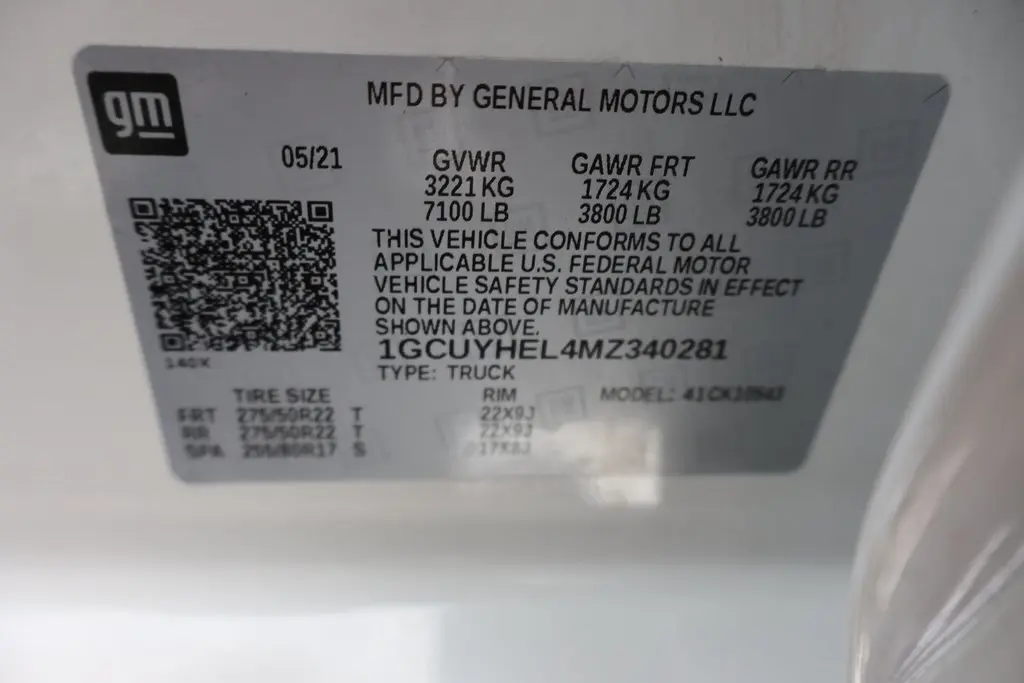 gm
MFD BY GENERAL MOTORS LLC
05/21 GVWR GAWR FRT GAWR RR
3221 KG 1724 KG 1724 KG
7100 LB 3800 LB 3800 LB
THIS VEHICLE CONFORMS TO ALL
APPLICABLE U.S. FEDERAL MOTOR
VEHICLE SAFETY STANDARDS IN EFFECT
ON THE DATE OF MANUFACTURE
SHOWN ABOVE.
1GCUYHEL4MZ340281
TYPE: TRUCK
TIRE SIZE RIM MODEL:
FRT 275/50R22 T 22X9J
RR 275/50R22 T 22X9J
SPA S 17X8J